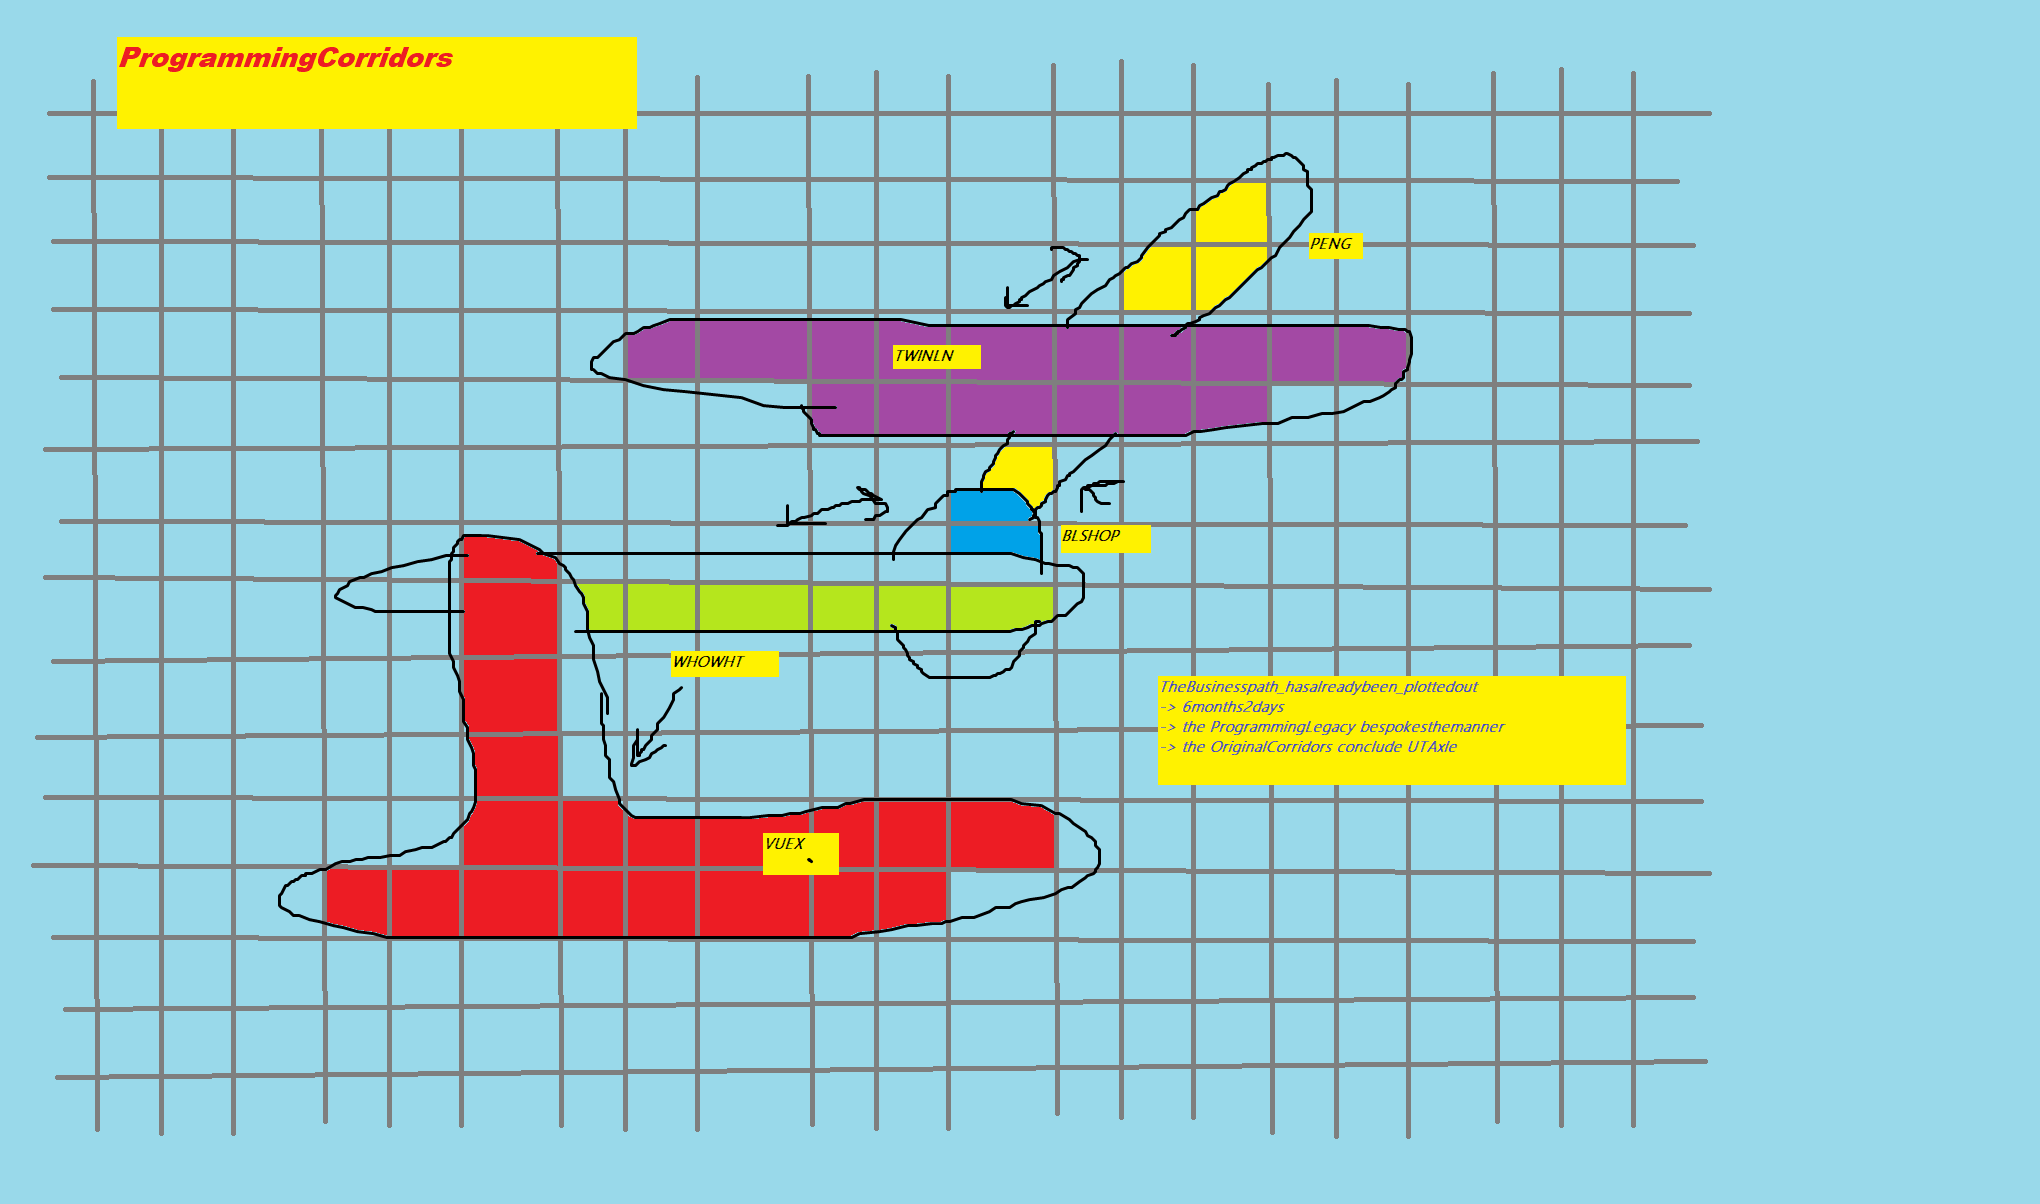 ProgrammingCorridors
PENG
TWINLN
BLSHOP
WHOWHT
TheBusinesspath_hasalreadybeen_plottedout
-> 6months2days
-> the ProgrammingLegacy bespokesthemanner
-> the OriginalCorridors conclude UTAxle
VUEX